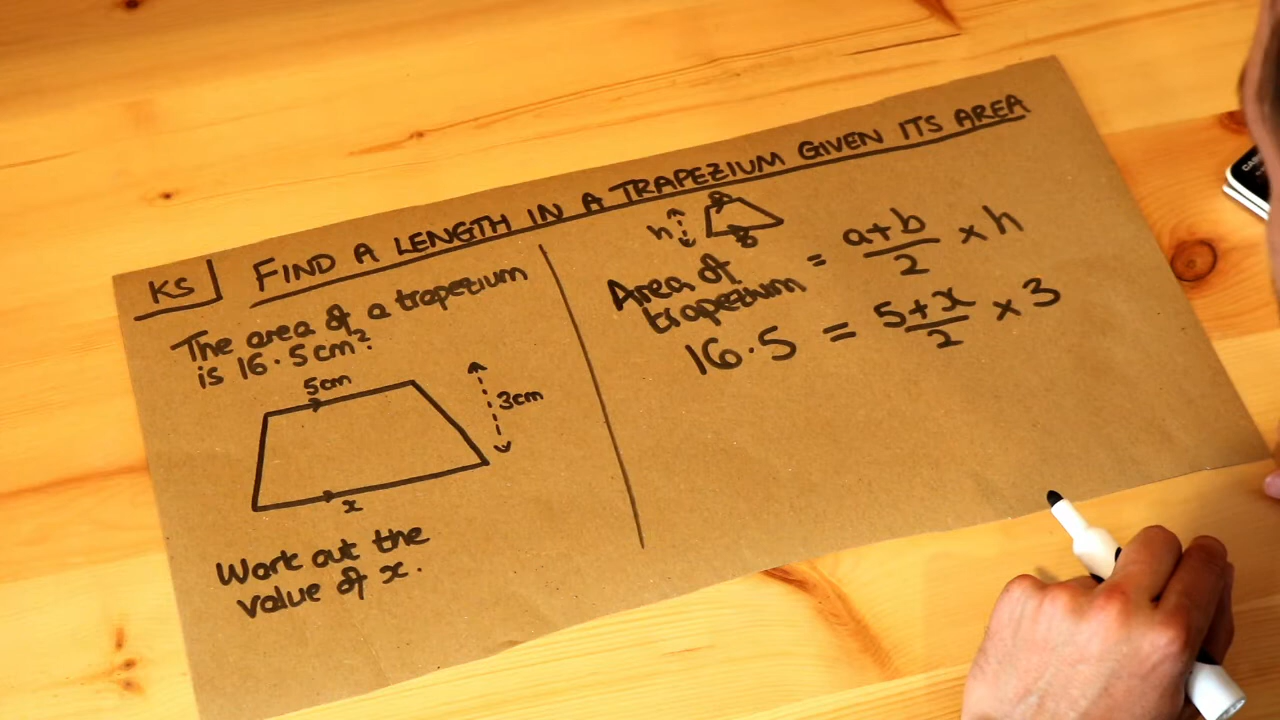 KS FIND A LENGTH IN A TRAPEZIUM GIVEN ITS AREA
The area of a trapezium
is 16.5cm².
5cm
3cm
x
Work out the
value of x.
h
a
b
Area of
trapezium = a+b/2 × h
16.5 = 5+x/2 × 3